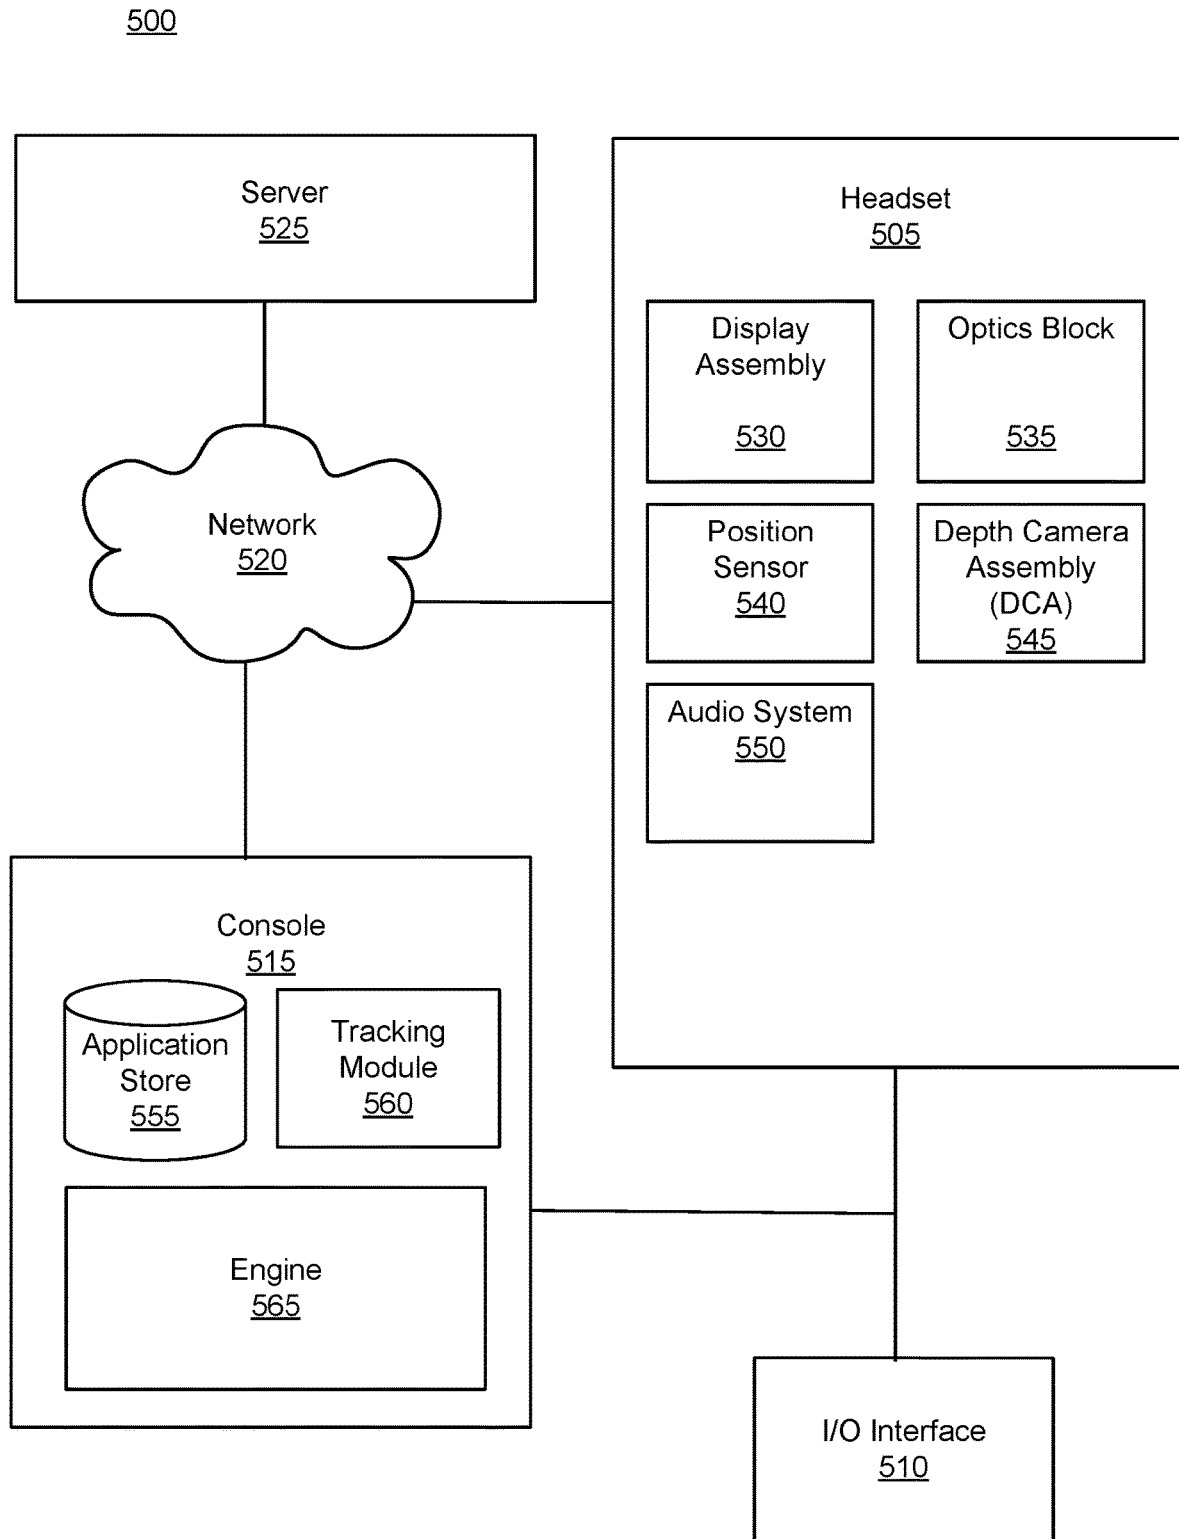 500
Server
525
Headset
505
Display
Assembly
530
Optics Block
535
Network
520
Position
Sensor
540
Depth Camera
Assembly
(DCA)
545
Audio System
550
Console
515
Application
Store
555
Tracking
Module
560
Engine
565
I/O Interface
510